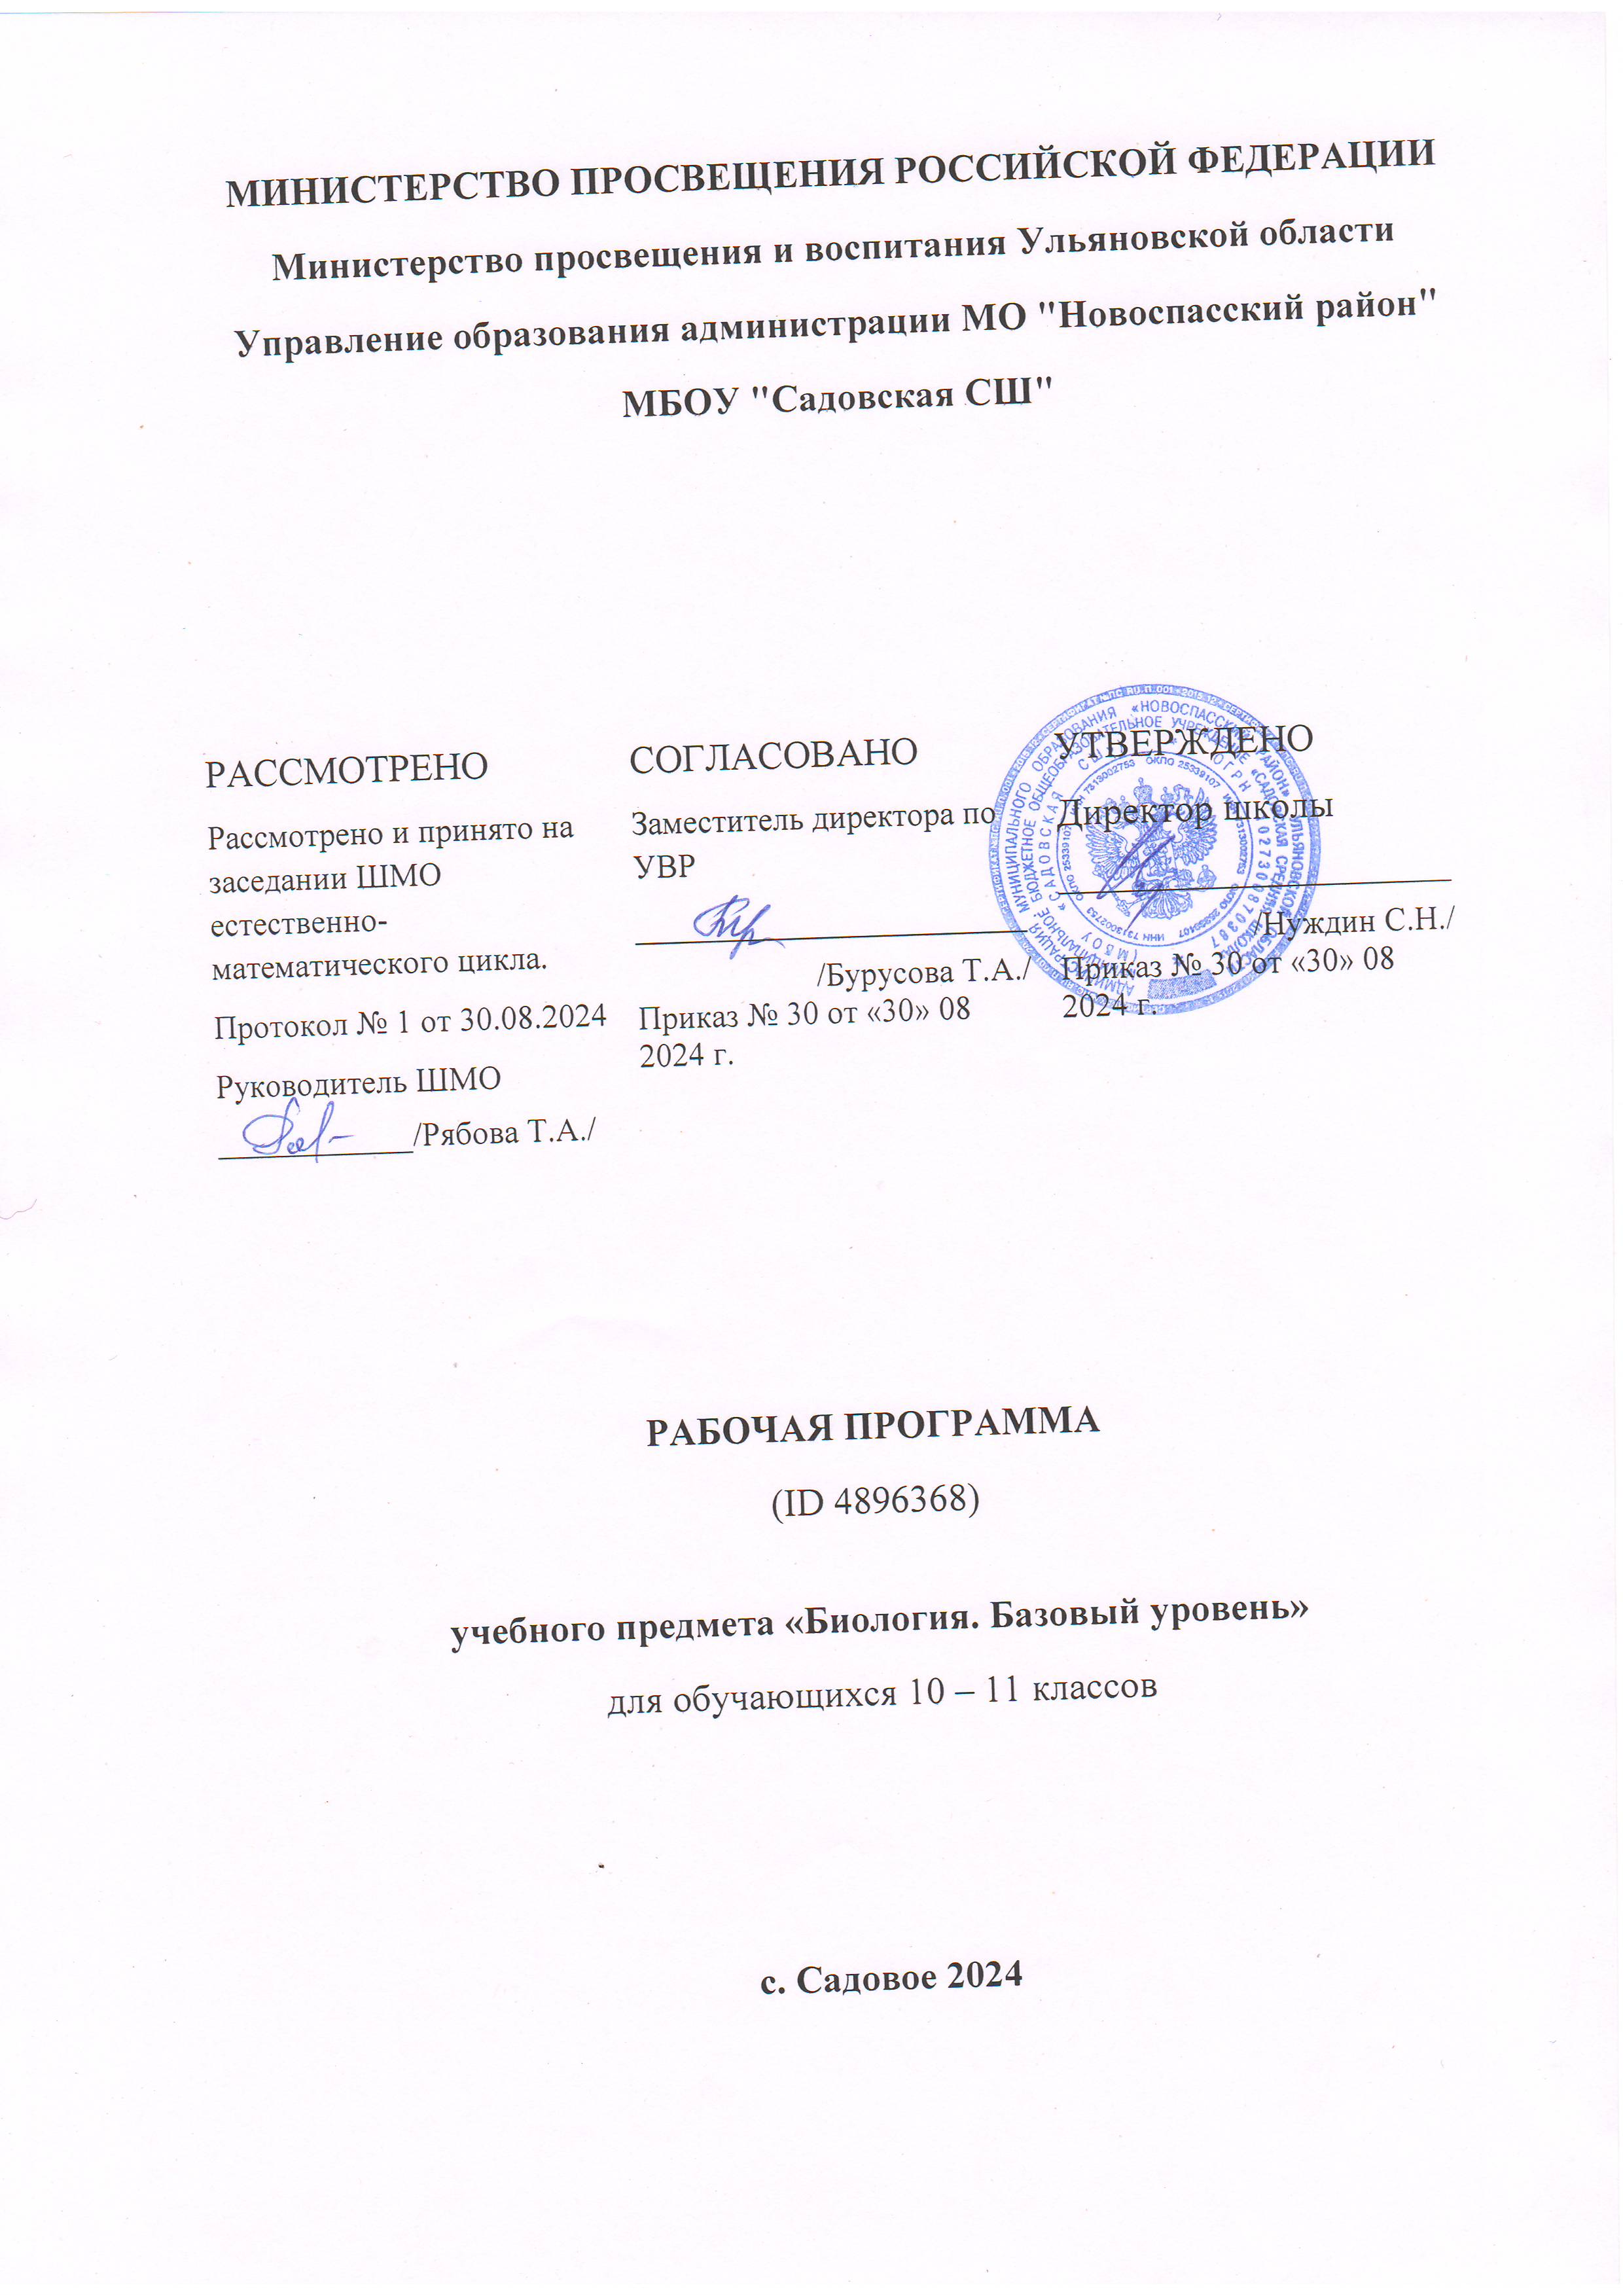 МИНИСТЕРСТВО ПРОСВЕЩЕНИЯ РОССИЙСКОЙ ФЕДЕРАЦИИ
Министерство просвещения и воспитания Ульяновской области
Управление образования администрации МО "Новоспасский район"
МБОУ "Садовская СШ"
РАССМОТРЕНО
Рассмотрено и принято на
заседании ШМО
естественно-
математического цикла.
Протокол № 1 от 30.08.2024
Руководитель ШМО
/Рябова Т.А./
СОГЛАСОВАНО
Заместитель директора по
УВР
/Бурусова Т.А./
Приказ № 30 от «30» 08
2024 г.
УТВЕРЖДЕНО
Директор школы
/Нуждин С.Н./
Приказ № 30 от «30» 08
2024 г.
РАБОЧАЯ ПРОГРАММА
(ID 4896368)
учебного предмета «Биология. Базовый уровень»
для обучающихся 10 – 11 классов
с. Садовое 2024